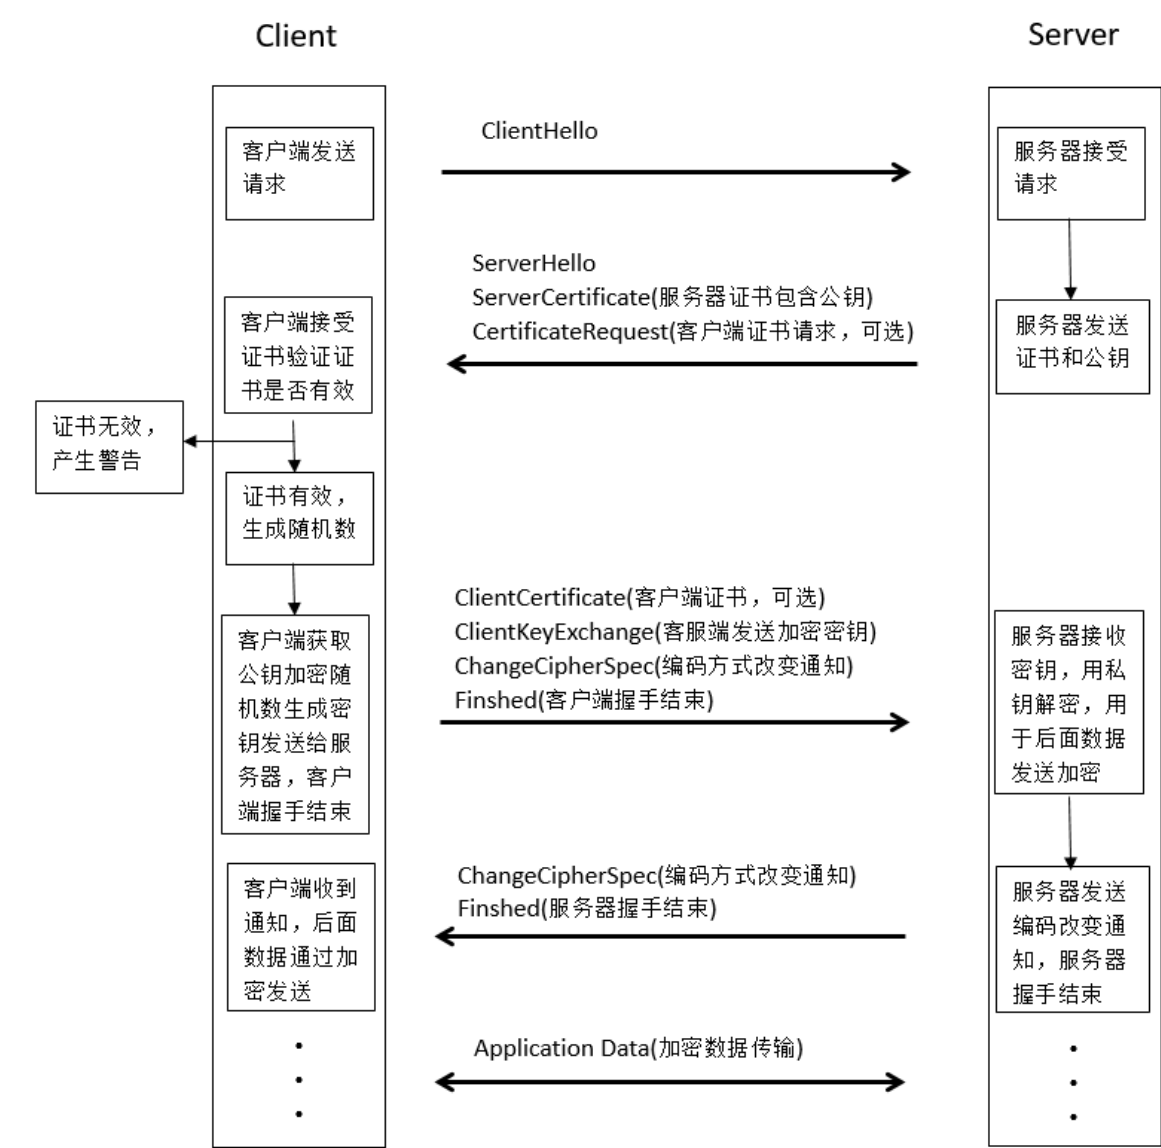 Client
Server
客户端发送
请求
ClientHello
服务器接受
请求
ServerHello
ServerCertificate(服务器证书包含公钥)
CertificateRequest(客户端证书请求，可选)
客户端接受
证书验证证
书是否有效
服务器发送
证书和公钥
证书无效，
产生警告
证书有效，
生成随机数
ClientCertificate(客户端证书，可选)
ClientKeyExchange(客服端发送加密密钥)
ChangeCipherSpec(编码方式改变通知)
Finshed(客户端握手结束)
客户端获取
公钥加密随
机数生成密
钥发送给服
务器，客户
端握手结束
服务器接收
密钥，用私
钥解密，用
于后面数据
发送加密
ChangeCipherSpec(编码方式改变通知)
Finshed(服务器握手结束)
客户端收到
通知，后面
数据通过加
密发送
服务器发送
编码改变通
知，服务器
握手结束
Application Data(加密数据传输)